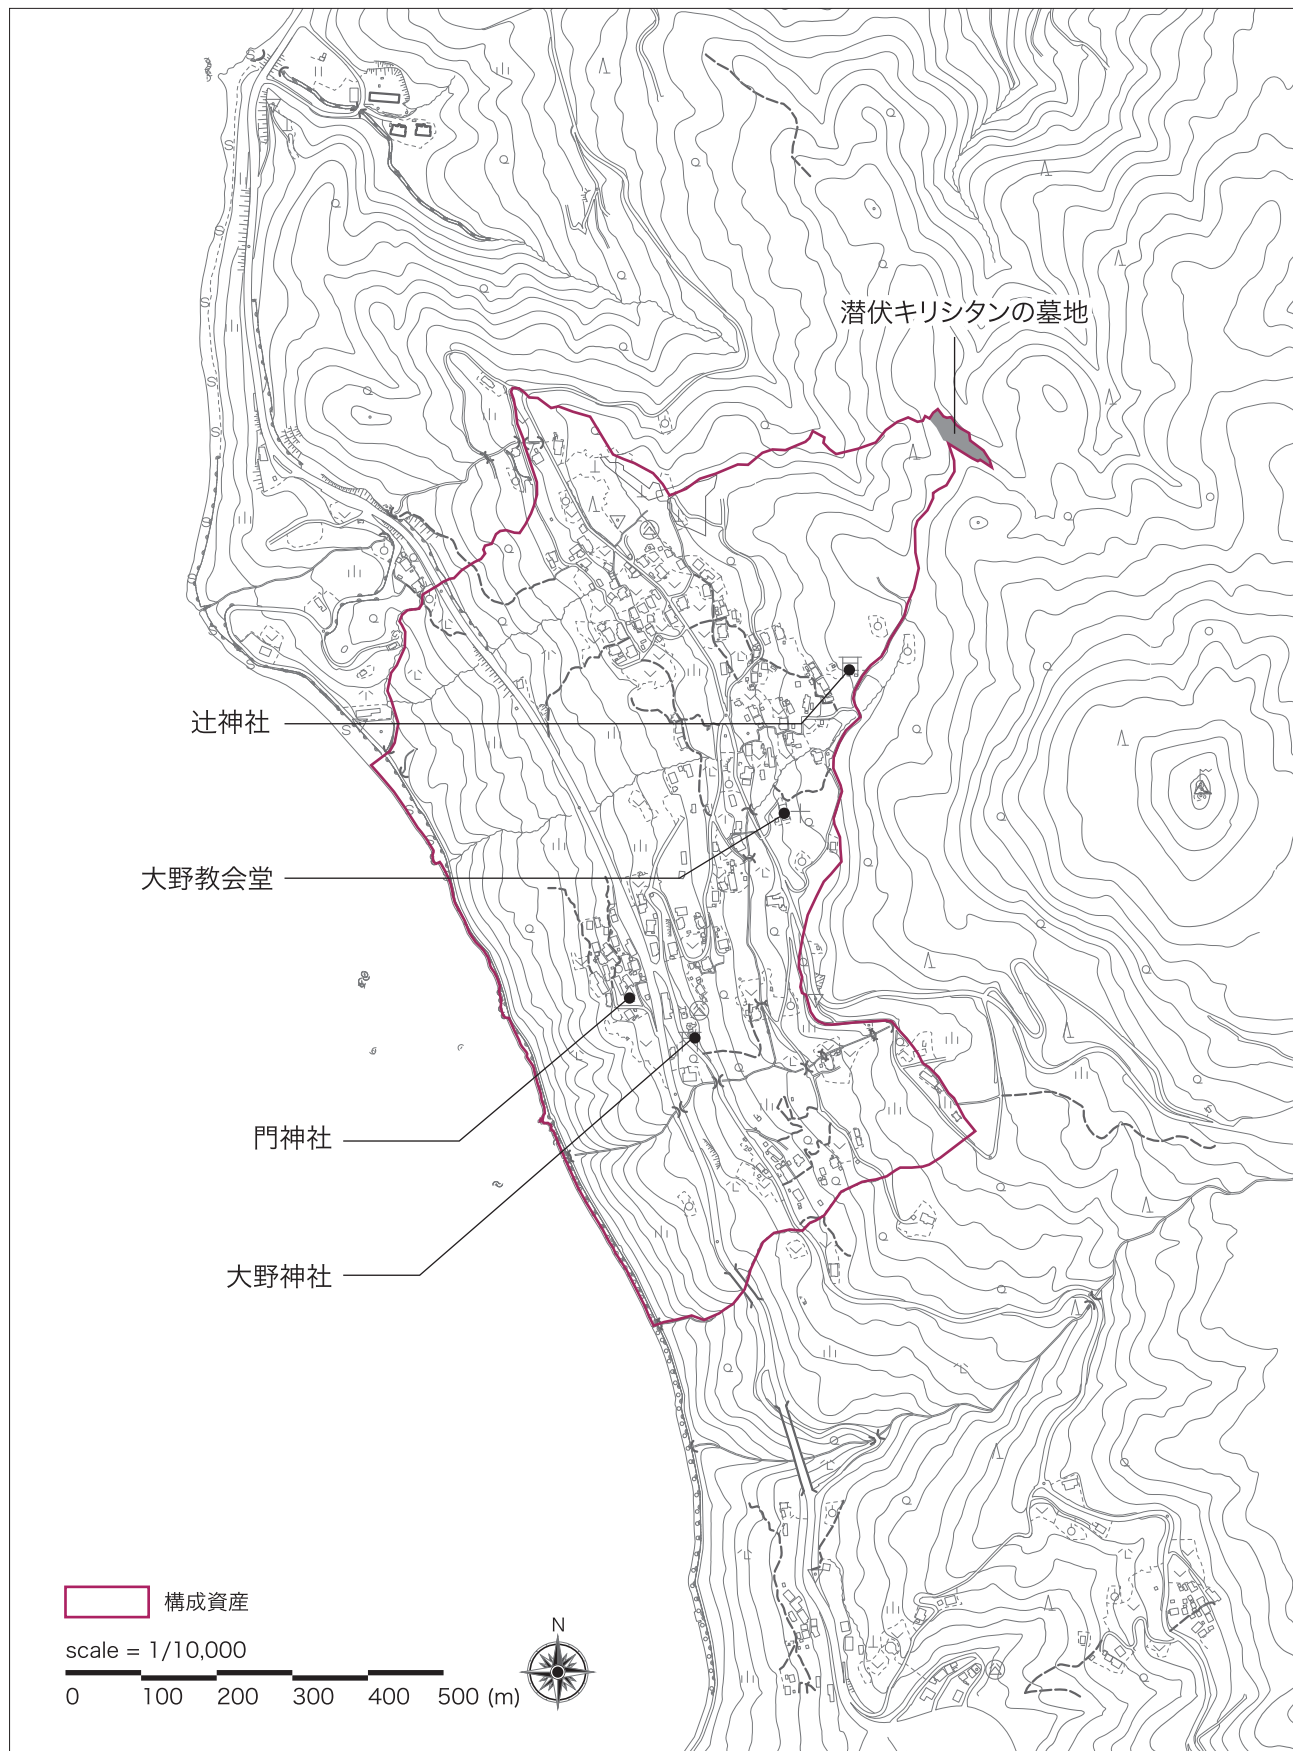 潜伏キリシタンの墓地
辻神社
大野教会堂
門神社
大野神社
構成資産
scale = 1/10,000
0 100 200 300 400 500 (m)
N